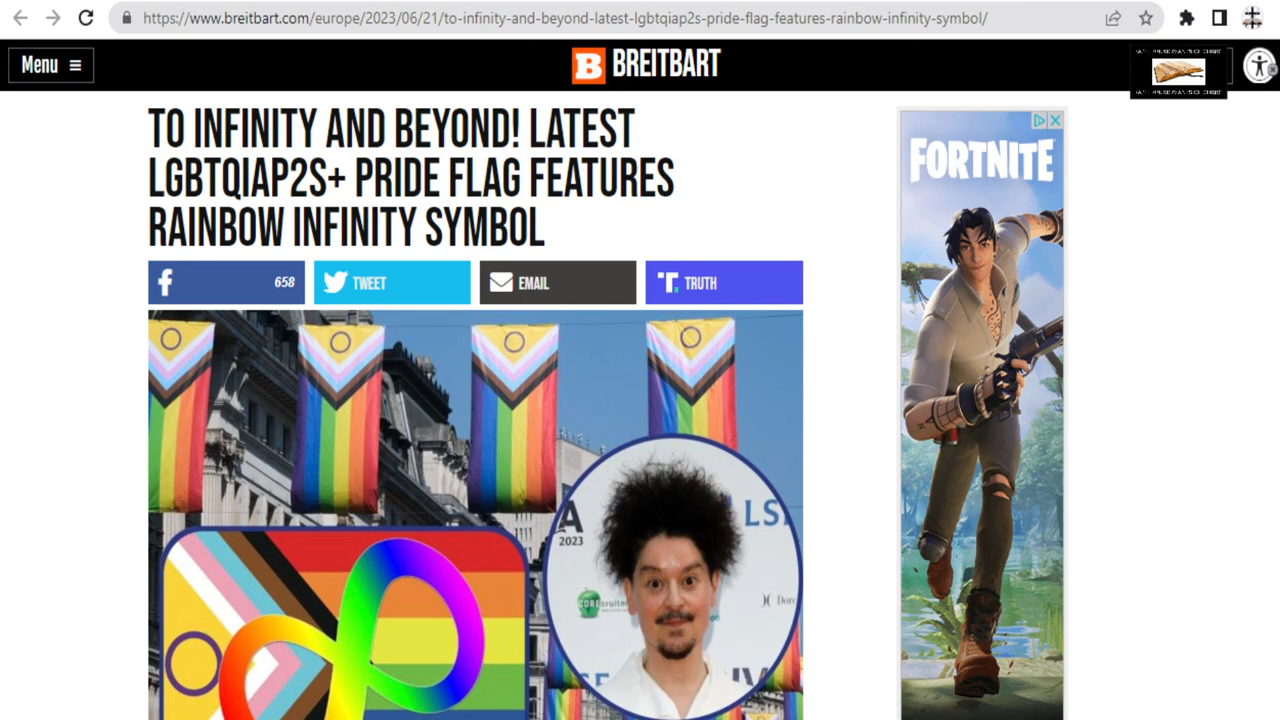 https://www.breitbart.com/europe/2023/06/21/to-infinity-and-beyond-latest-lgbtqiap2s-pride-flag-features-rainbow-infinity-symbol/
Menu
B BREITBART
TO INFINITY AND BEYOND! LATEST
LGBTQIAP2S+ PRIDE FLAG FEATURES
RAINBOW INFINITY SYMBOL
658
TWEET
EMAIL
T. TRUTH
FORTNITE
A
LSI
2023